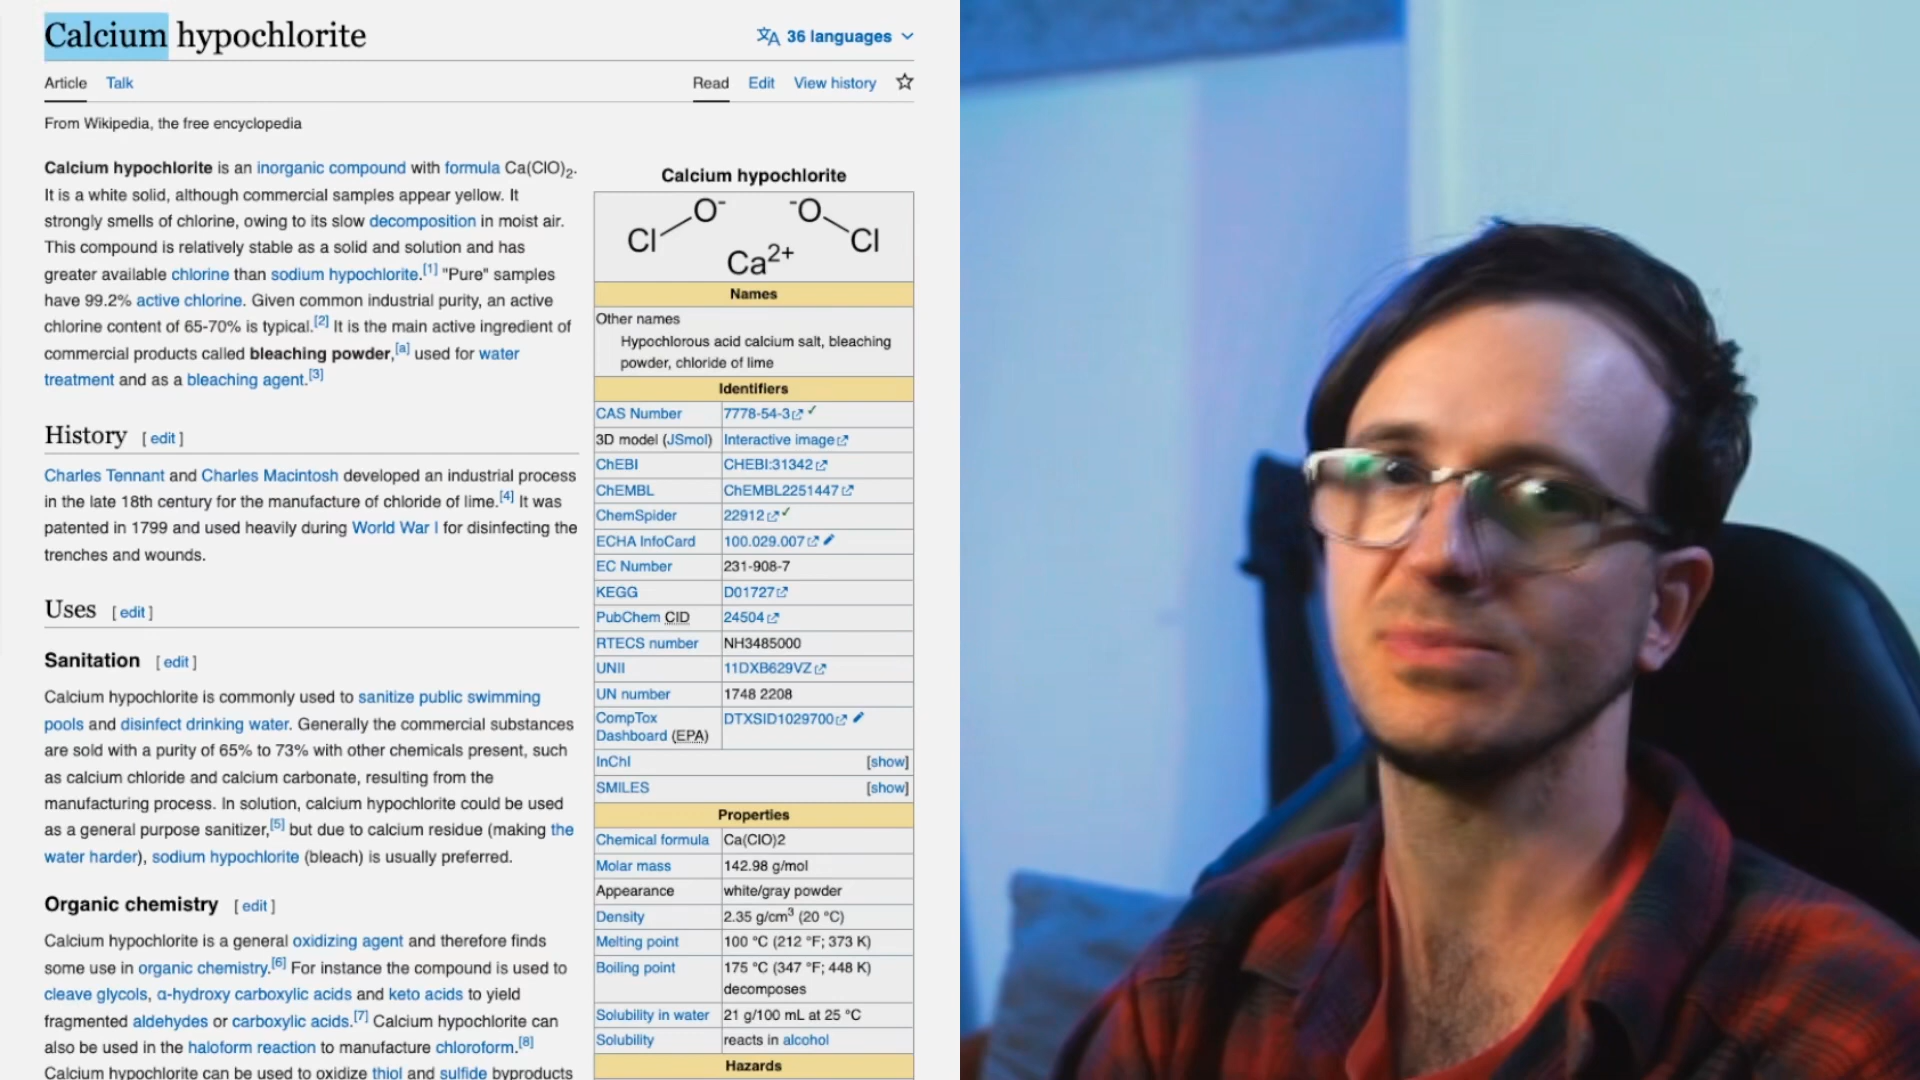 Calcium hypochlorite
36 languages
Article Talk
Read Edit View history
From Wikipedia, the free encyclopedia
Calcium hypochlorite is an inorganic compound with formula Ca(ClO)2.
It is a white solid, although commercial samples appear yellow. It
strongly smells of chlorine, owing to its slow decomposition in moist air.
This compound is relatively stable as a solid and solution and has
greater available chlorine than sodium hypochlorite.[1] "Pure" samples
have 99.2% active chlorine. Given common industrial purity, an active
chlorine content of 65-70% is typical.[2] It is the main active ingredient of
commercial products called bleaching powder,[a] used for water
treatment and as a bleaching agent.[3]
History [ edit ]
Charles Tennant and Charles Macintosh developed an industrial process
in the late 18th century for the manufacture of chloride of lime.[4] It was
patented in 1799 and used heavily during World War I for disinfecting the
trenches and wounds.
Uses [ edit ]
Sanitation [ edit ]
Calcium hypochlorite is commonly used to sanitize public swimming
pools and disinfect drinking water. Generally the commercial substances
are sold with a purity of 65% to 73% with other chemicals present, such
as calcium chloride and calcium carbonate, resulting from the
manufacturing process. In solution, calcium hypochlorite could be used
as a general purpose sanitizer,[5] but due to calcium residue (making the
water harder), sodium hypochlorite (bleach) is usually preferred.
Organic chemistry [ edit ]
Calcium hypochlorite is a general oxidizing agent and therefore finds
some use in organic chemistry.[6] For instance the compound is used to
cleave glycols, α-hydroxy carboxylic acids and keto acids to yield
fragmented aldehydes or carboxylic acids.[7] Calcium hypochlorite can
also be used in the haloform reaction to manufacture chloroform.[8]
Calcium hypochlorite can be used to oxidize thiol and sulfide byproducts
Calcium hypochlorite
Cl O- -O Cl
Ca2+
Names
Other names
Hypochlorous acid calcium salt, bleaching
powder, chloride of lime
Identifiers
CAS Number 7778-54-3
3D model (JSmol) Interactive image
ChEBI CHEBI:31342
ChEMBL ChEMBL2251447
ChemSpider 22912
ECHA InfoCard 100.029.007
EC Number 231-908-7
KEGG D01727
PubChem CID 24504
RTECS number NH3485000
UNII 11DXB629VZ
UN number 1748 2208
CompTox DTXSID1029700
Dashboard (EPA)
InChI [show]
SMILES [show]
Properties
Chemical formula Ca(ClO)2
Molar mass 142.98 g/mol
Appearance white/gray powder
Density 2.35 g/cm3 (20 °C)
Melting point 100 °C (212 °F; 373 K)
Boiling point 175 °C (347 °F; 448 K)
decomposes
Solubility in water 21 g/100 mL at 25 °C
Solubility reacts in alcohol
Hazards